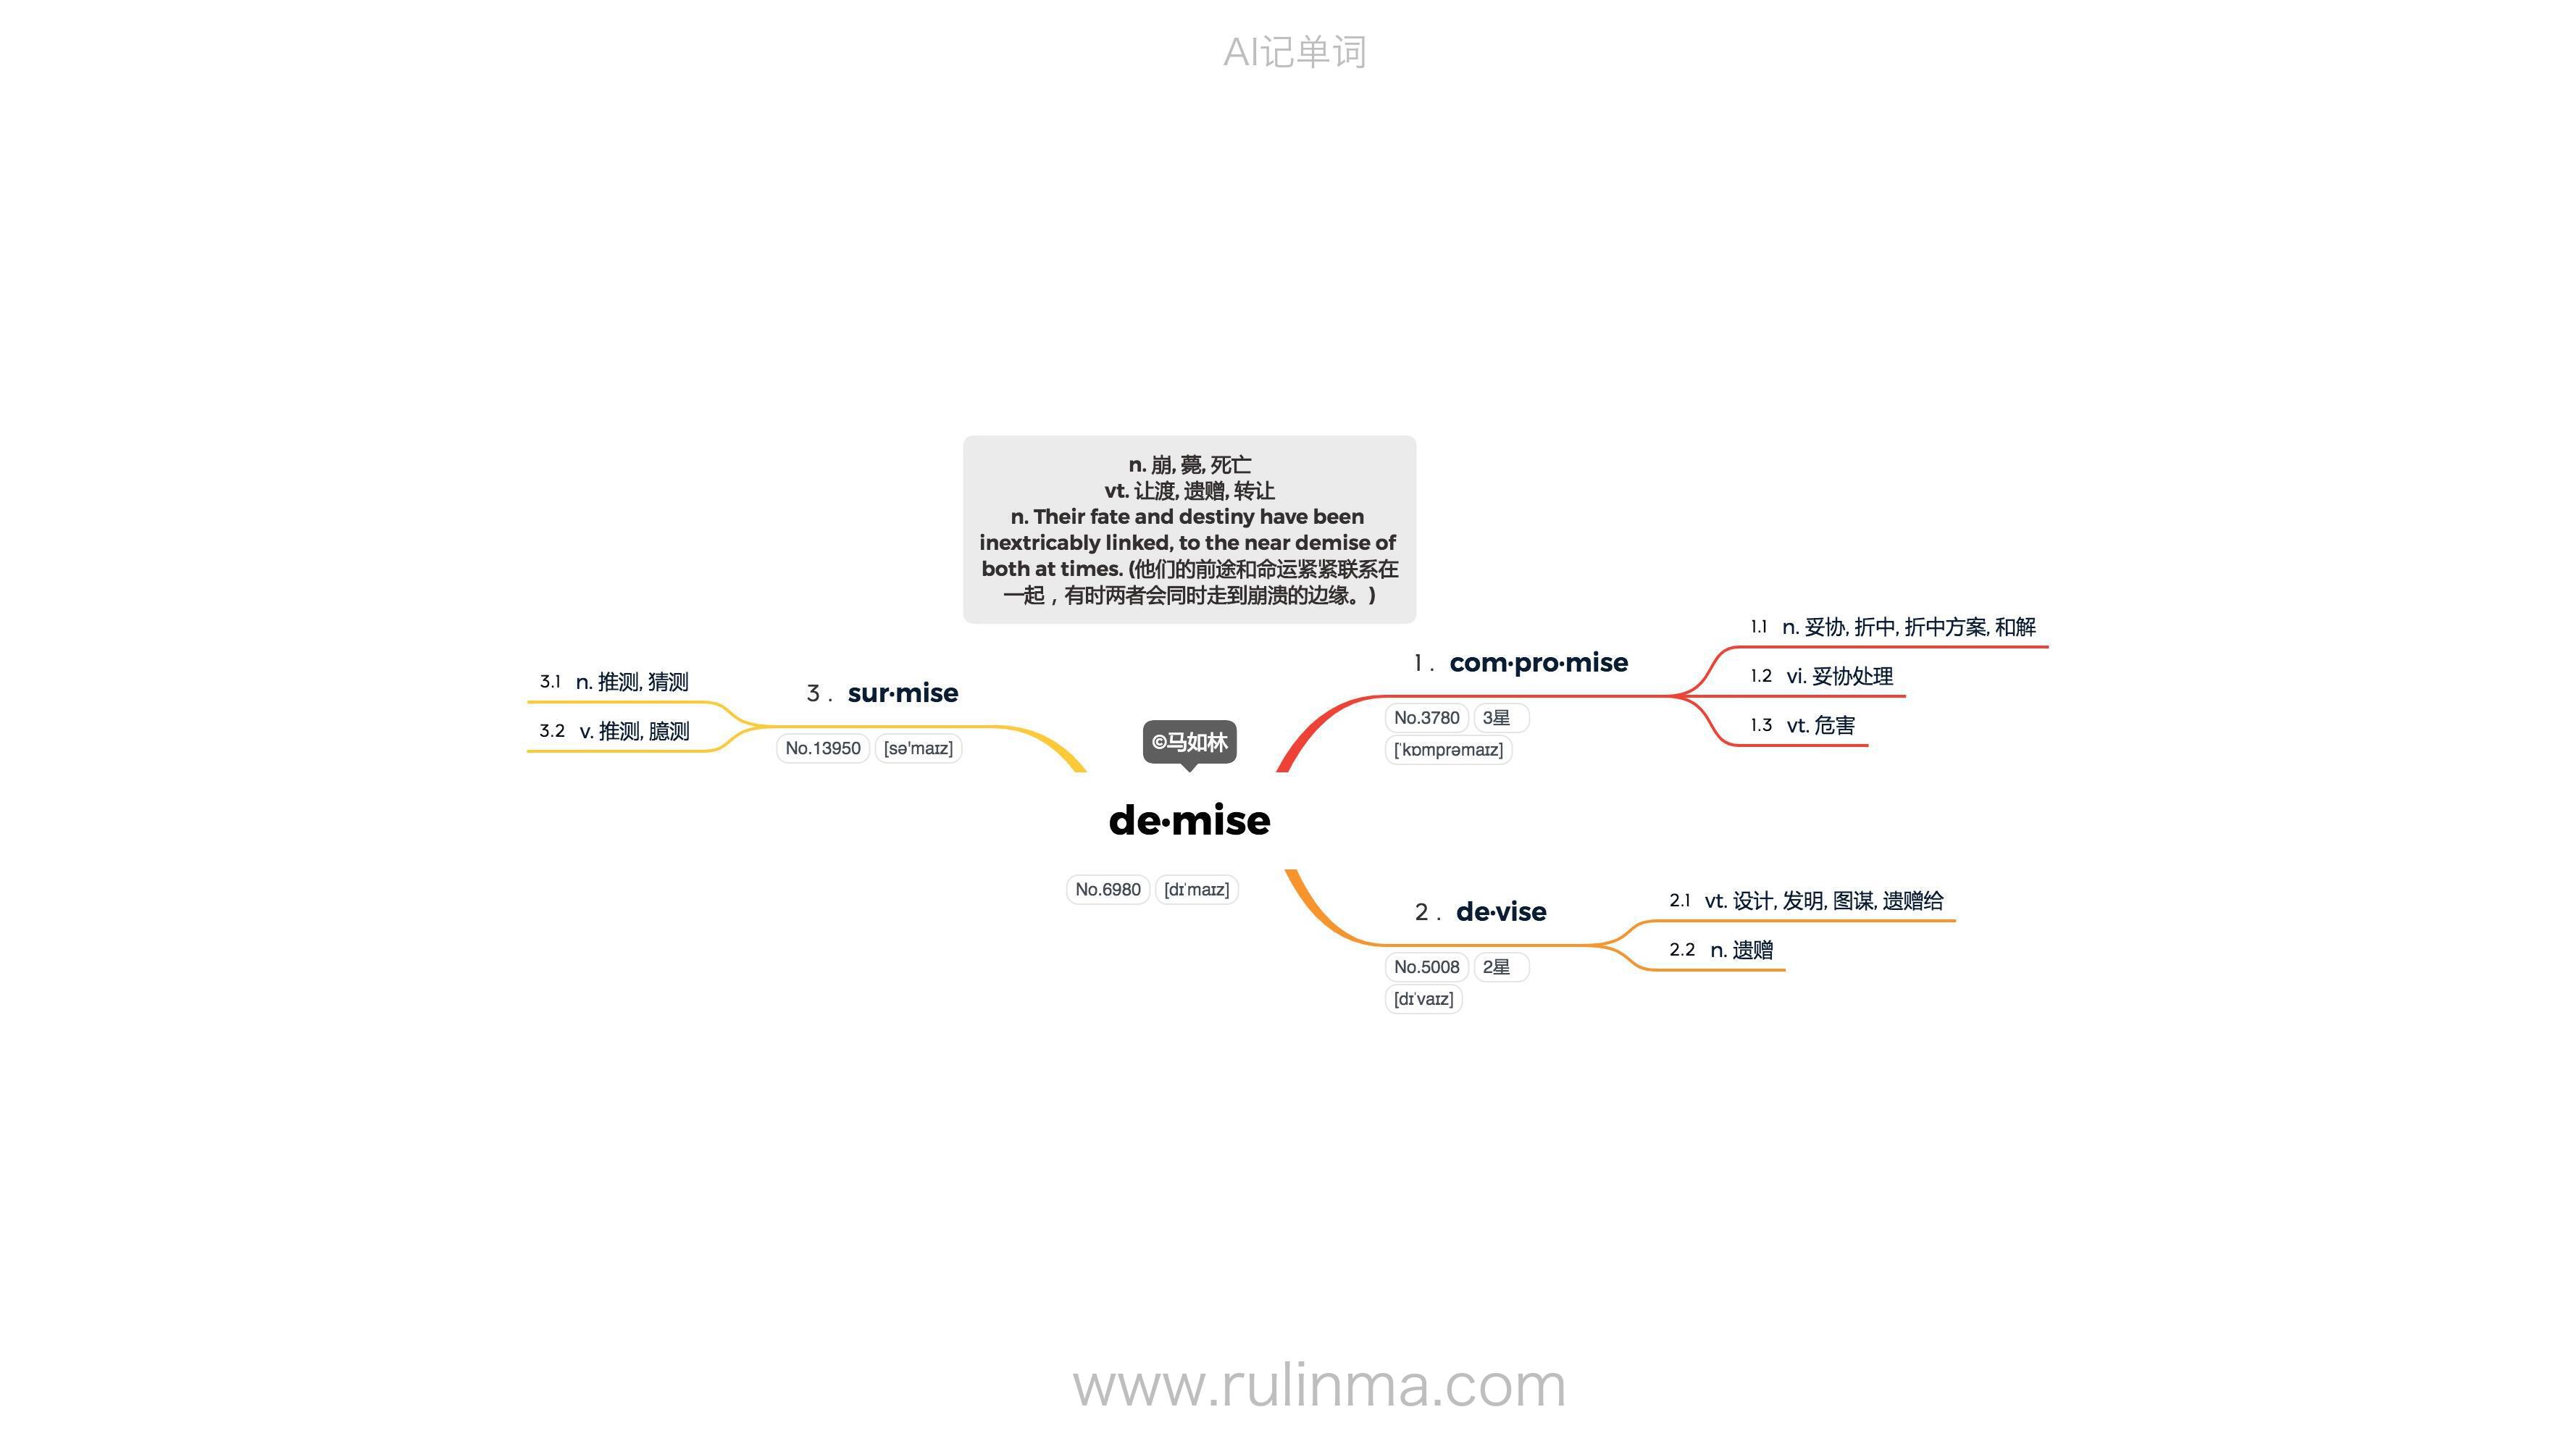 AI记单词
n. 崩, 薨, 死亡
vt. 让渡, 遗赠, 转让
n. Their fate and destiny have been
inextricably linked, to the near demise of
both at times. (他们的前途和命运紧紧联系在
一起，有时两者会同时走到崩溃的边缘。)
©马如林
de·mise
No.6980 [dɪˈmaɪz]
1. com·pro·mise
No.3780 3星
[ˈkɒmprəmaɪz]
1.1 n. 妥协, 折中, 折中方案, 和解
1.2 vi. 妥协处理
1.3 vt. 危害
2. de·vise
No.5008 2星
[dɪˈvaɪz]
2.1 vt. 设计, 发明, 图谋, 遗赠给
2.2 n. 遗赠
3. sur·mise
No.13950 [sə'maɪz]
3.1 n. 推测, 猜测
3.2 v. 推测, 臆测
www.rulinma.com